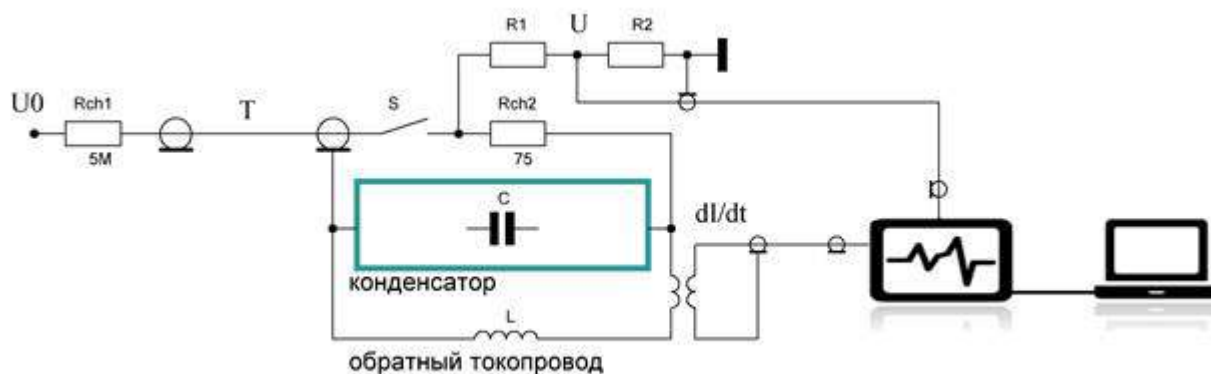 R1
U
R2
U0
Rch1
T
S
Rch2
5M
75
C
dI/dt
конденсатор
L
обратный токопровод